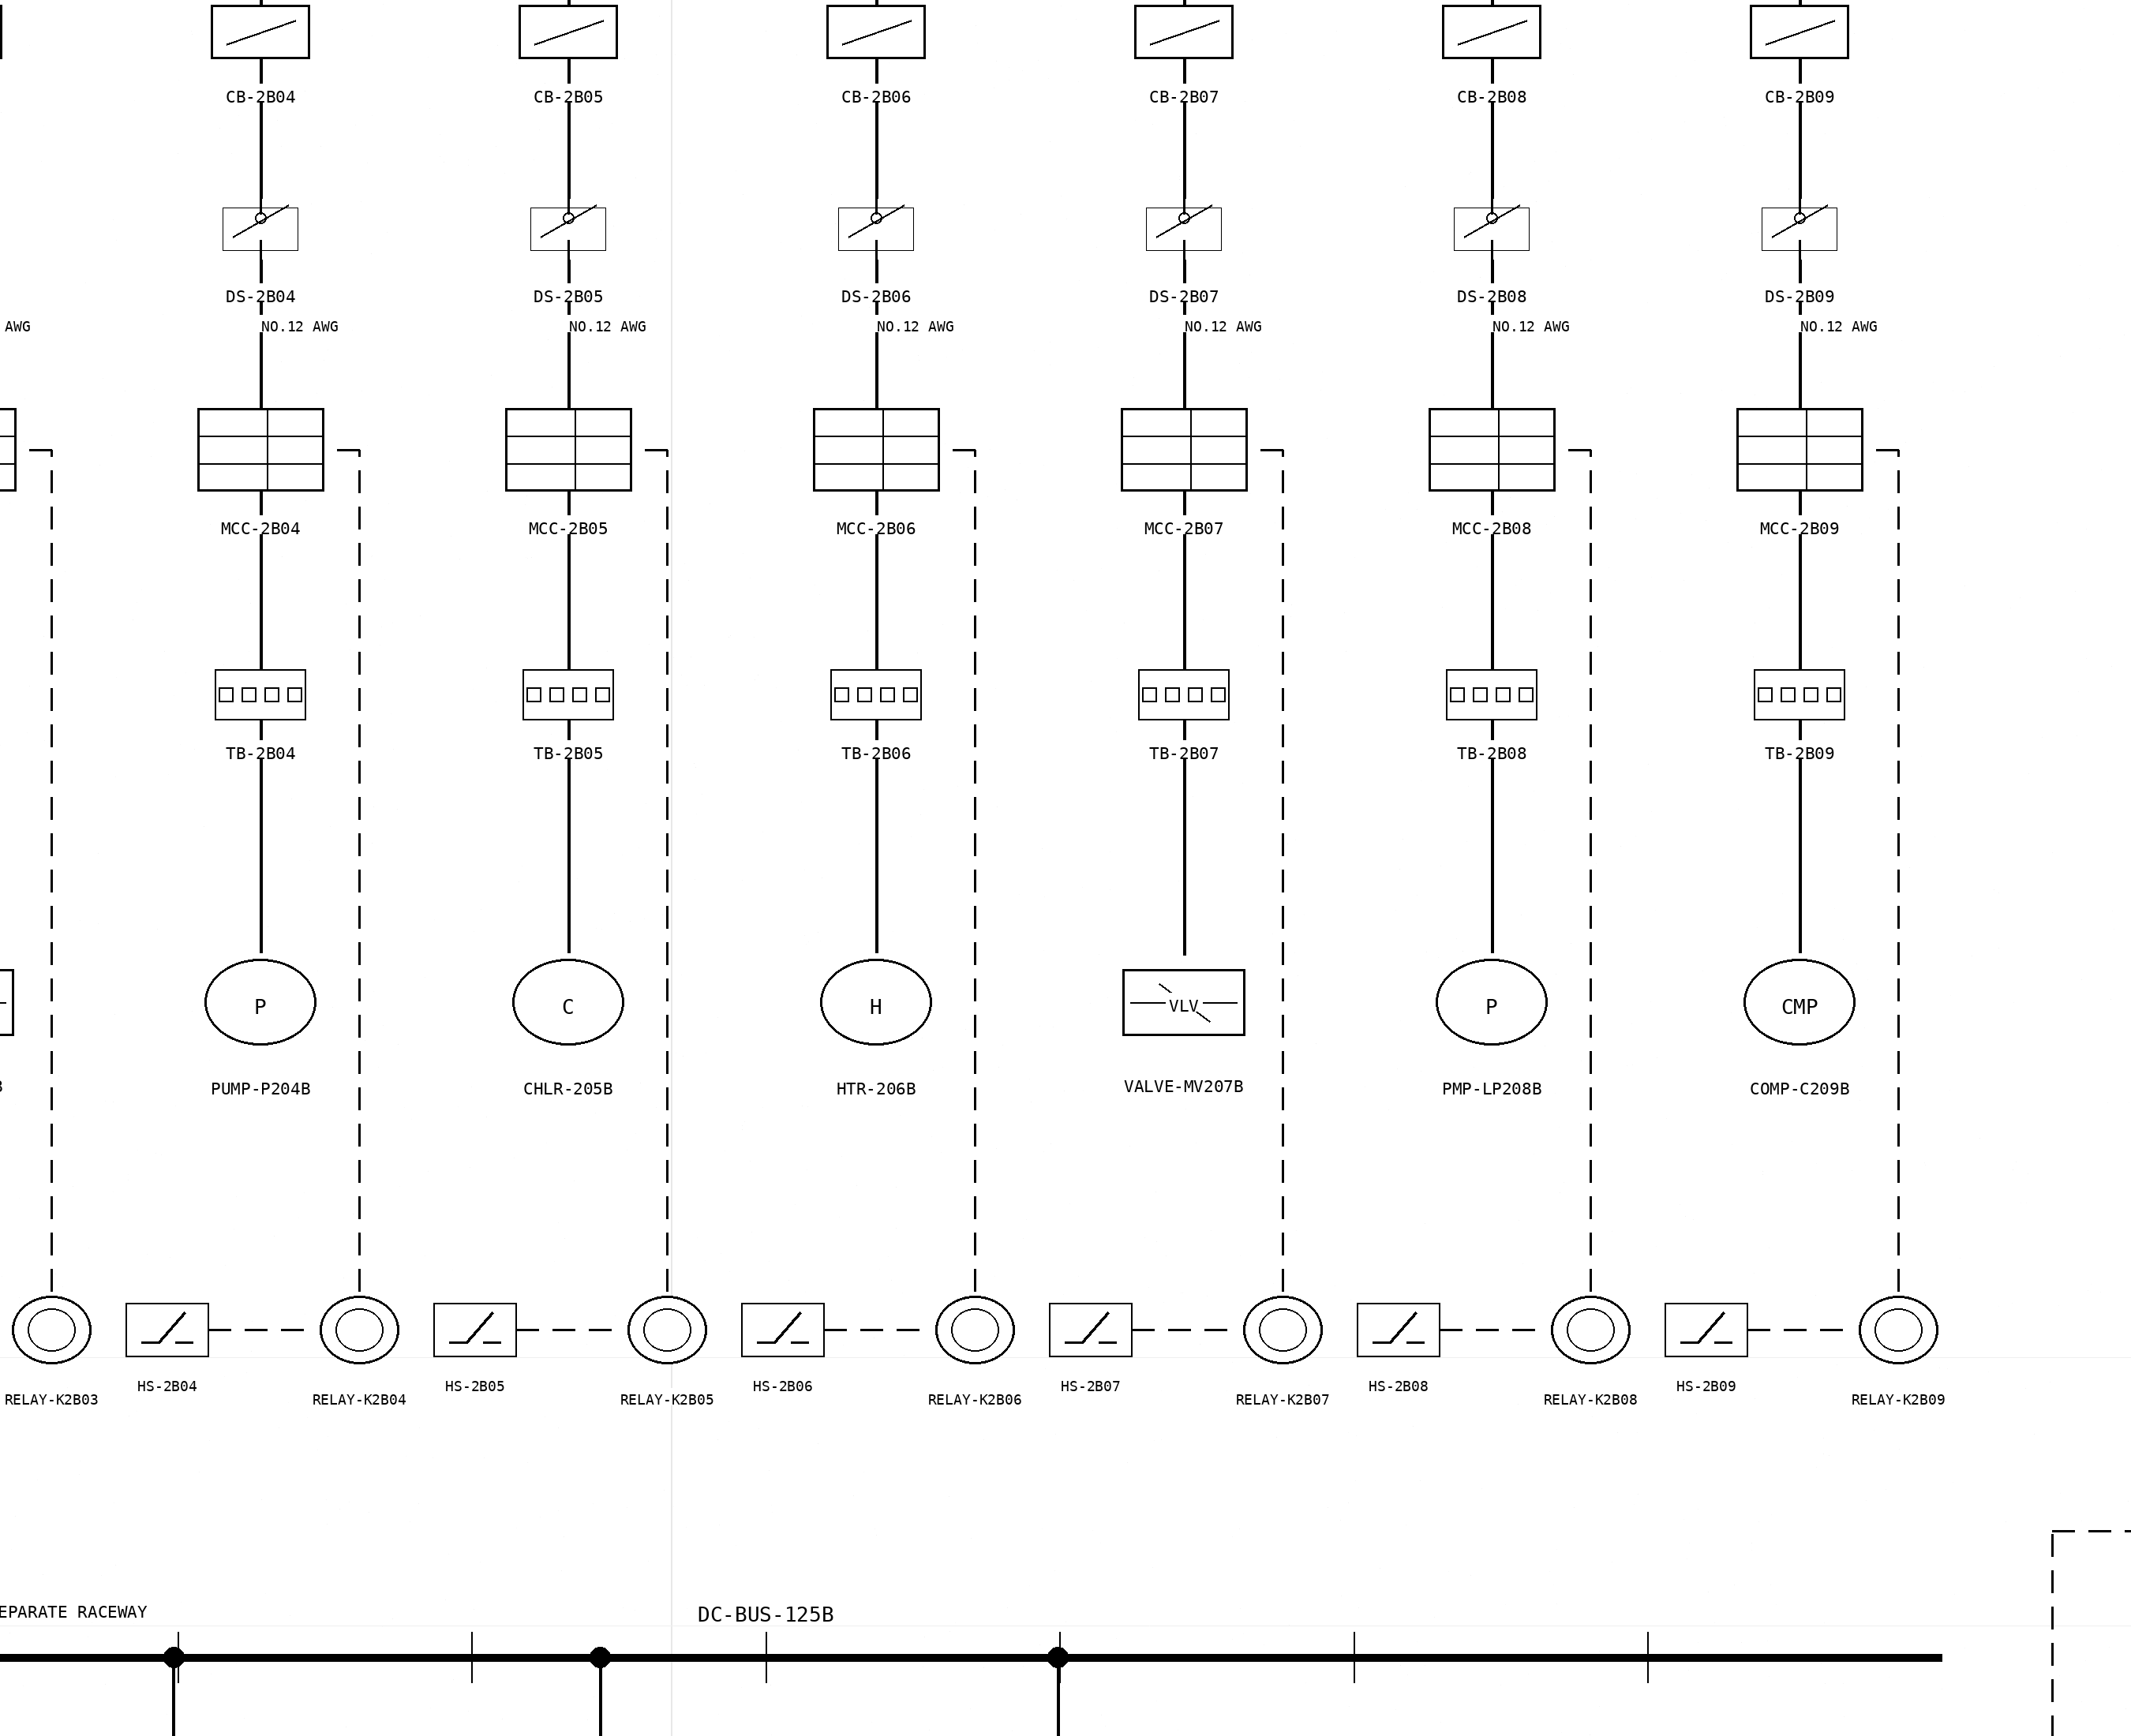 CB-2B04 CB-2B05 CB-2B06 CB-2B07 CB-2B08 CB-2B09
DS-2B04 DS-2B05 DS-2B06 DS-2B07 DS-2B08 DS-2B09
AWG NO.12 AWG NO.12 AWG NO.12 AWG NO.12 AWG NO.12 AWG NO.12 AWG
MCC-2B04 MCC-2B05 MCC-2B06 MCC-2B07 MCC-2B08 MCC-2B09
TB-2B04 TB-2B05 TB-2B06 TB-2B07 TB-2B08 TB-2B09
P C H VLV P CMP
PUMP-P204B CHLR-205B HTR-206B VALVE-MV207B PMP-LP208B COMP-C209B
HS-2B04 HS-2B05 HS-2B06 HS-2B07 HS-2B08 HS-2B09
RELAY-K2B03 RELAY-K2B04 RELAY-K2B05 RELAY-K2B06 RELAY-K2B07 RELAY-K2B08 RELAY-K2B09
EPARATE RACEWAY DC-BUS-125B